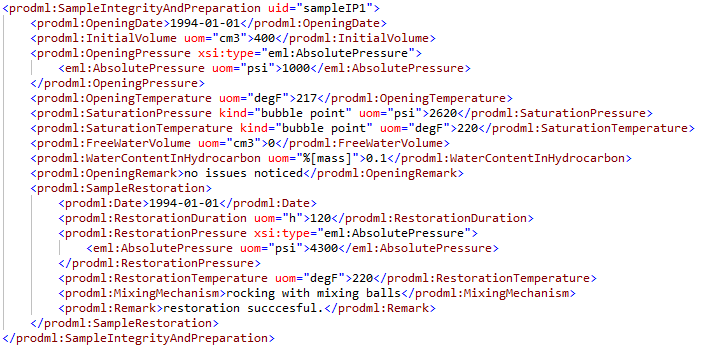 <prodml:SampleIntegrityAndPreparation uid="sampleIP1">
<prodml:OpeningDate>1994-01-01</prodml:OpeningDate>
<prodml:InitialVolume uom="cm3">400</prodml:InitialVolume>
<prodml:OpeningPressure xsi:type="eml:AbsolutePressure">
<eml:AbsolutePressure uom="psi">1000</eml:AbsolutePressure>
</prodml:OpeningPressure>
<prodml:OpeningTemperature uom="degF">217</prodml:OpeningTemperature>
<prodml:SaturationPressure kind="bubble point" uom="psi">2620</prodml:SaturationPressure>
<prodml:SaturationTemperature kind="bubble point" uom="degF">220</prodml:SaturationTemperature>
<prodml:FreeWaterVolume uom="cm3">0</prodml:FreeWaterVolume>
<prodml:WaterContentInHydrocarbon uom="%[mass]">0.1</prodml:WaterContentInHydrocarbon>
<prodml:OpeningRemark>no issues noticed</prodml:OpeningRemark>
<prodml:SampleRestoration>
<prodml:Date>1994-01-01</prodml:Date>
<prodml:RestorationDuration uom="h">120</prodml:RestorationDuration>
<prodml:RestorationPressure xsi:type="eml:AbsolutePressure">
<eml:AbsolutePressure uom="psi">4300</eml:AbsolutePressure>
</prodml:RestorationPressure>
<prodml:RestorationTemperature uom="degF">220</prodml:RestorationTemperature>
<prodml:MixingMechanism>rocking with mixing balls</prodml:MixingMechanism>
<prodml:Remark>restoration succcesful.</prodml:Remark>
</prodml:SampleRestoration>
</prodml:SampleIntegrityAndPreparation>